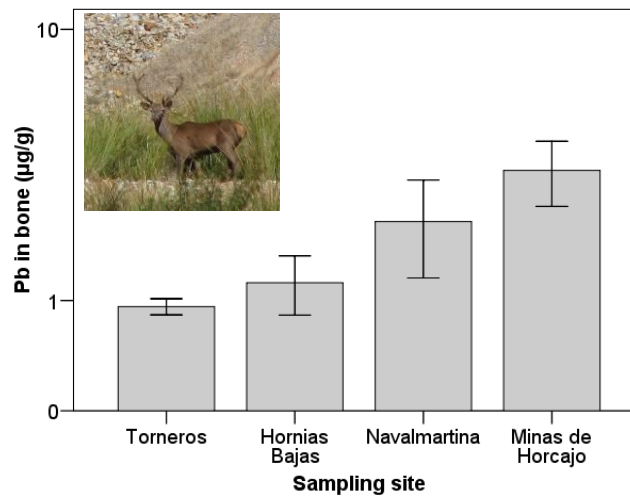 10
1
0
Pb in bone (µg/g)
Torneros
Hornias
Bajas
Navalmartina
Minas de
Horcajo
Sampling site